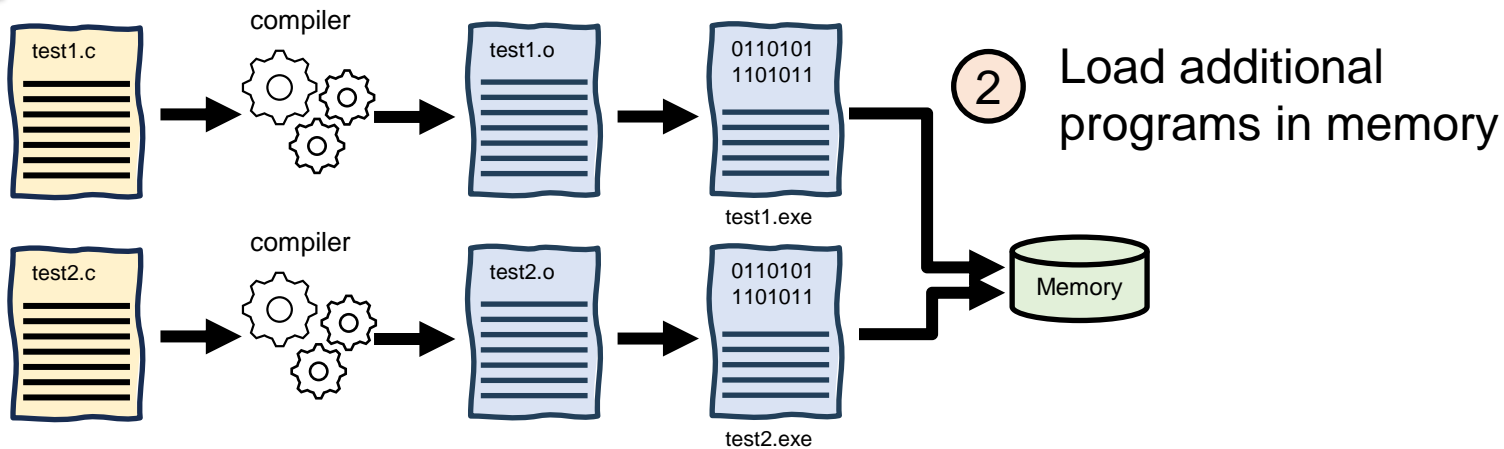 compiler
test1.c
test1.o
0110101
1101011
test1.exe
2
Load additional
programs in memory
compiler
test2.c
test2.o
0110101
1101011
test2.exe
Memory